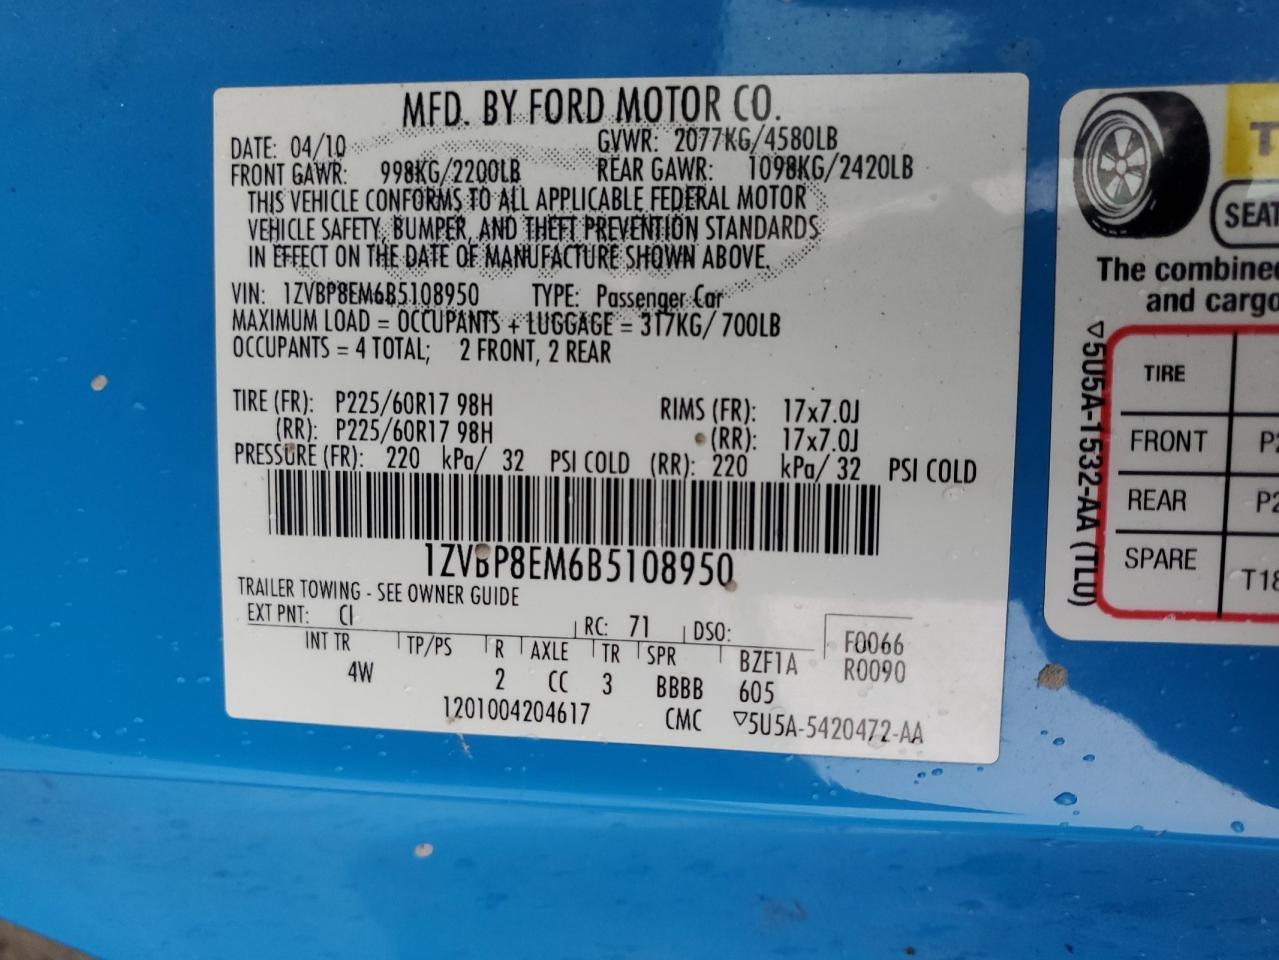 MFD. BY FORD MOTOR CO.
DATE: 04/10 GVWR: 2077KG/4580LB
FRONT GAWR: 998KG/2200LB REAR GAWR: 1098KG/2420LB
THIS VEHICLE CONFORMS TO ALL APPLICABLE FEDERAL MOTOR
VEHICLE SAFETY, BUMPER, AND THEFT PREVENTION STANDARDS
IN EFFECT ON THE DATE OF MANUFACTURE SHOWN ABOVE.
VIN: 1ZVBP8EM6B5108950 TYPE: Passenger Car
MAXIMUM LOAD = OCCUPANTS + LUGGAGE = 317KG/700LB
OCCUPANTS = 4 TOTAL; 2 FRONT, 2 REAR
TIRE (FR): P225/60R17 98H RIMS (FR): 17x7.0J
(RR): P225/60R17 98H (RR): 17x7.0J
PRESSURE (FR): 220 kPa/ 32 PSI COLD (RR): 220 kPa/ 32 PSI COLD
1ZVBP8EM6B5108950
TRAILER TOWING - SEE OWNER GUIDE
EXT PNT: CI RC: 71 DSO: F0066
INT TR TP/PS R AXLE TR SPR BZF1A R0090
4W 2 CC 3 BBBB 605
1201004204617 CMC ▽5U5A-5420472-AA
T
SEAT
The combine
and cargo
▽5U5A-1532-AA (TLU)
TIRE
FRONT P2
REAR P2
SPARE T18